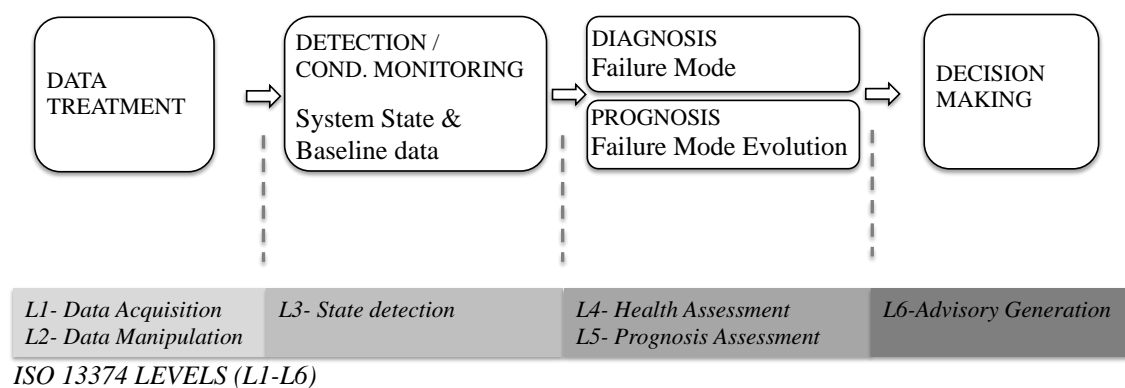 DATA
TREATMENT
DETECTION /
COND. MONITORING
System State &
Baseline data
DIAGNOSIS
Failure Mode
PROGNOSIS
Failure Mode Evolution
DECISION
MAKING
L1- Data Acquisition
L2- Data Manipulation
L3- State detection
L4- Health Assessment
L5- Prognosis Assessment
L6-Advisory Generation
ISO 13374 LEVELS (L1-L6)